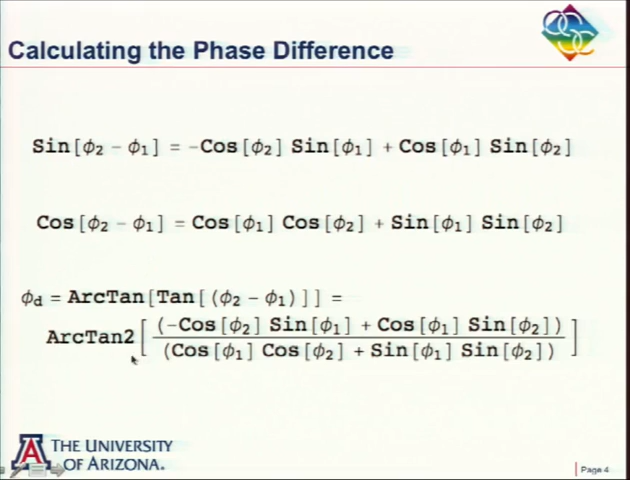 Calculating the Phase Difference
Sin[ϕ2 − ϕ1] = -Cos[ϕ2] Sin[ϕ1] + Cos[ϕ1] Sin[ϕ2]
Cos[ϕ2 − ϕ1] = Cos[ϕ1] Cos[ϕ2] + Sin[ϕ1] Sin[ϕ2]
ϕd = ArcTan[Tan[(ϕ2 − ϕ1)]] =
ArcTan2[(-Cos[ϕ2] Sin[ϕ1] + Cos[ϕ1] Sin[ϕ2])
(Cos[ϕ1] Cos[ϕ2] + Sin[ϕ1] Sin[ϕ2])]
A THE UNIVERSITY
OF ARIZONA.
Page 4